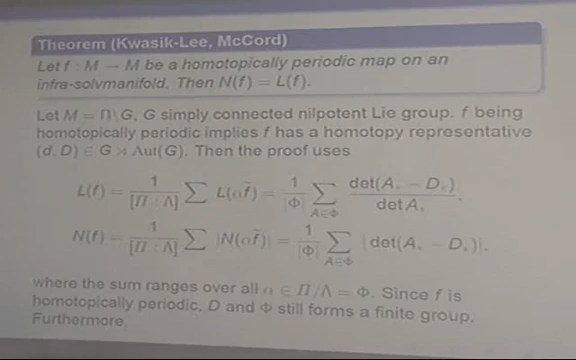 Theorem (Kwasik-Lee, McCord)
Let f : M → M be a homotopically periodic map on an
infra-solvmanifold. Then N(f) = L(f).
Let M = Π\G, G simply connected nilpotent Lie group. f being
homotopically periodic implies f has a homotopy representative
(d, D) ∈ G ⋊ Aut(G). Then the proof uses
L(f) = 1/[Π : Λ] ∑ L(αf̄) = 1/|Φ| ∑_{A∈Φ} det(A_* − D_*)/det A_*,
N(f) = 1/[Π : Λ] ∑ |N(αf̄)| = 1/|Φ| ∑_{A∈Φ} | det(A_* − D_*)|.
where the sum ranges over all α ∈ Π/Λ = Φ. Since f is
homotopically periodic, D and Φ still forms a finite group.
Furthermore,